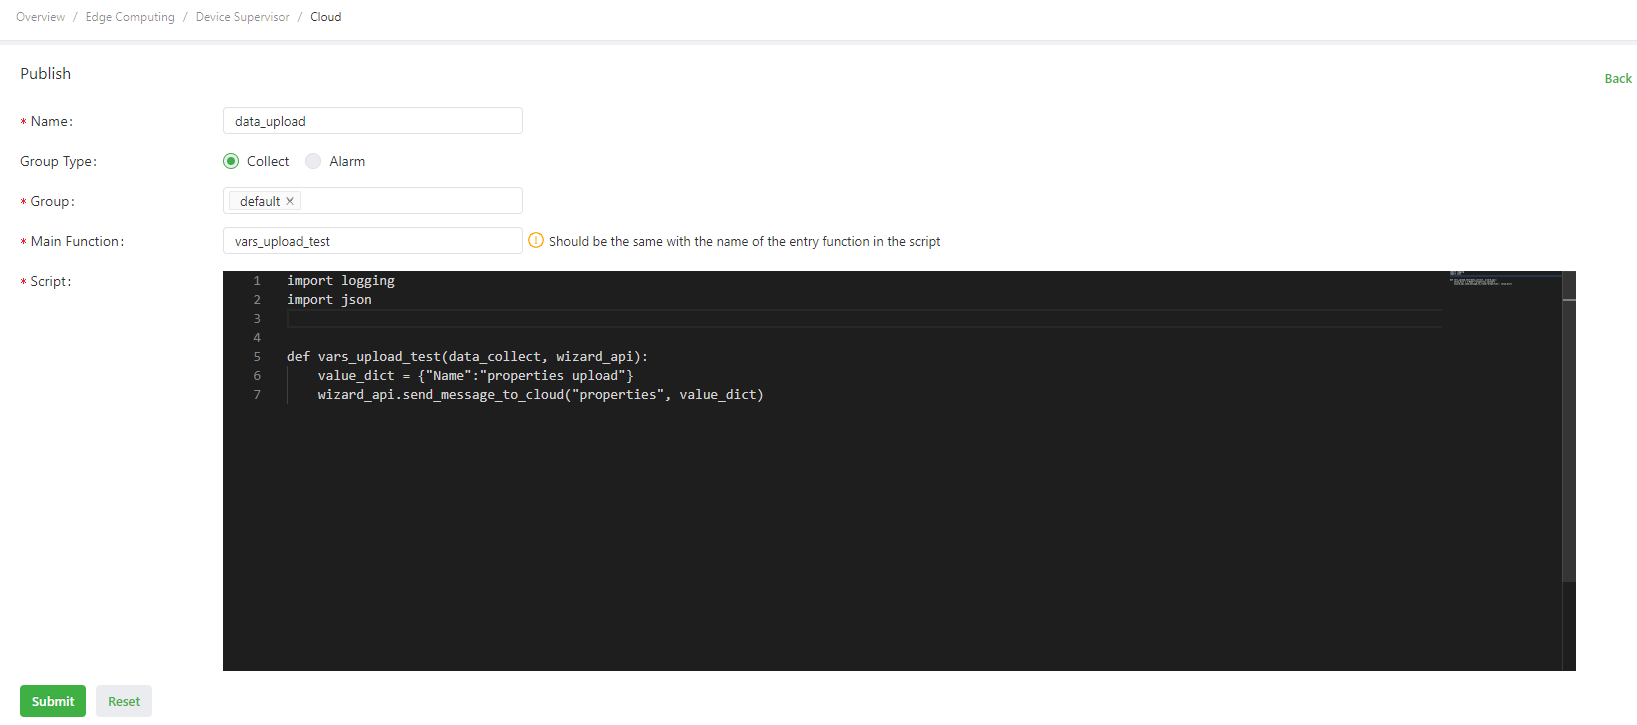 Overview / Edge Computing / Device Supervisor / Cloud
Publish
Back
* Name:
data_upload
Group Type:
Collect Alarm
* Group:
default ×
* Main Function:
vars_upload_test
Should be the same with the name of the entry function in the script
* Script:
1 import logging
2 import json
3
4
5 def vars_upload_test(data_collect, wizard_api):
6     value_dict = {"Name":"properties upload"}
7     wizard_api.send_message_to_cloud("properties", value_dict)
Submit Reset